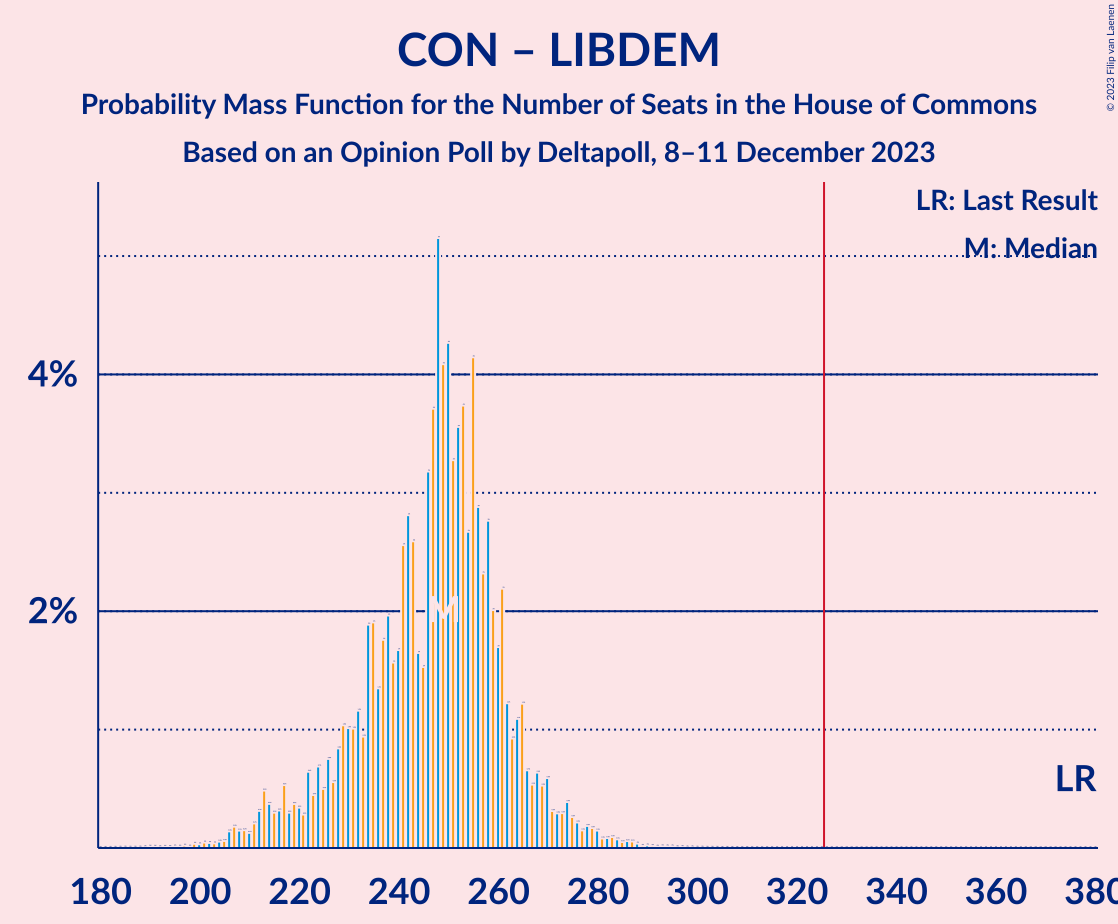 CON – LIBDEM
Probability Mass Function for the Number of Seats in the House of Commons
Based on an Opinion Poll by Deltapoll, 8–11 December 2023
© 2023 Filip van Laenen
LR: Last Result
M: Median
4%
2%
M
LR
180 200 220 240 260 280 300 320 340 360 380